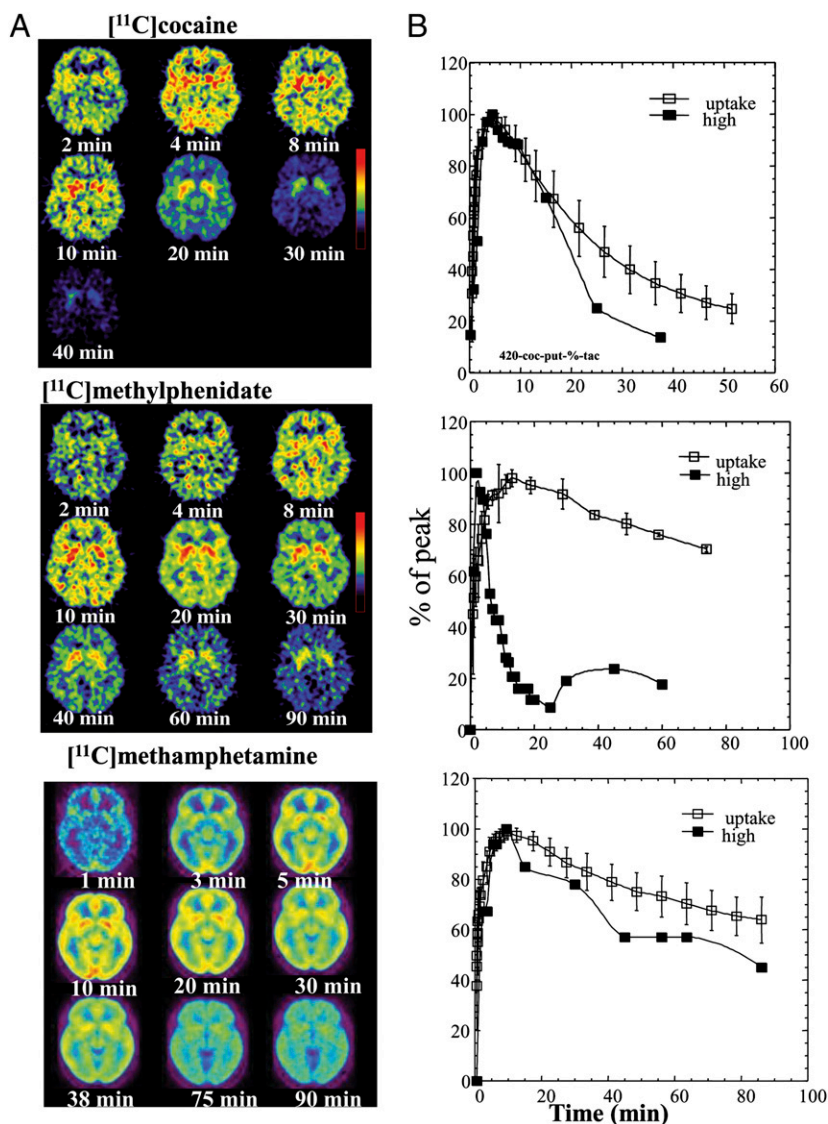 A
[¹¹C]cocaine
2 min 4 min 8 min
10 min 20 min 30 min
40 min
[¹¹C]methylphenidate
2 min 4 min 8 min
10 min 20 min 30 min
40 min 60 min 90 min
[¹¹C]methamphetamine
1 min 3 min 5 min
10 min 20 min 30 min
38 min 75 min 90 min
B
% of peak
120
100
80
60
40
20
0
uptake
high
420-coc-put-%-tac
0 10 20 30 40 50 60
120
100
80
60
40
20
0
uptake
high
0 20 40 60 80 100
120
100
80
60
40
20
0
uptake
high
0 20 40 60 80 100
Time (min)